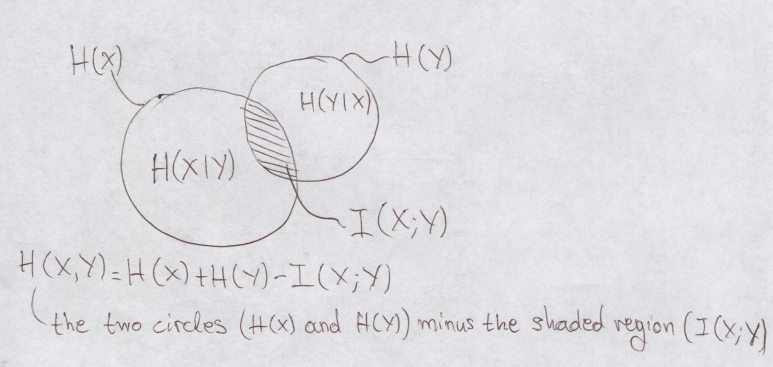 H(X)
H(Y)
H(Y|X)
H(X|Y)
I(X;Y)
H(X,Y)=H(X)+H(Y)-I(X;Y)
the two circles (H(X) and H(Y)) minus the shaded region (I(X;Y)